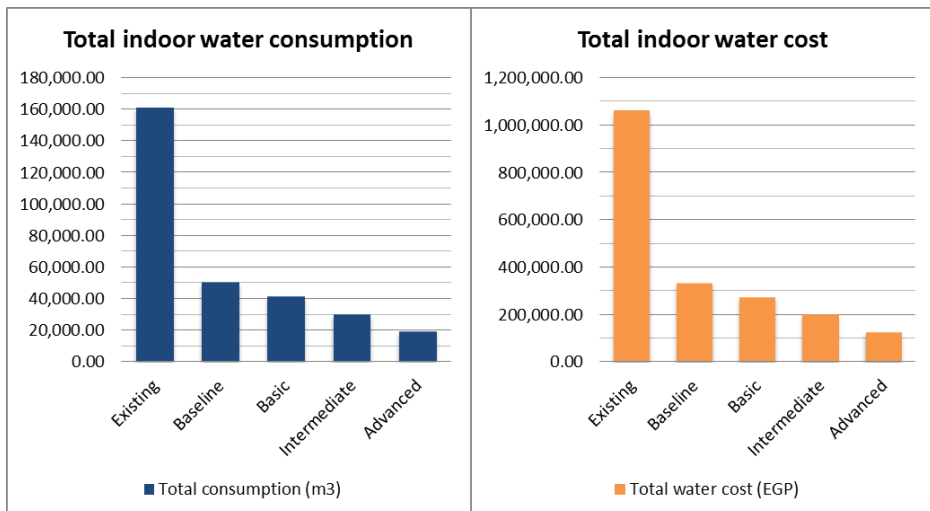 Total indoor water consumption
180,000.00
160,000.00
140,000.00
120,000.00
100,000.00
80,000.00
60,000.00
40,000.00
20,000.00
0.00
Existing
Baseline
Basic
Intermediate
Advanced
Total consumption (m3)
Total indoor water cost
1,200,000.00
1,000,000.00
800,000.00
600,000.00
400,000.00
200,000.00
0.00
Existing
Baseline
Basic
Intermediate
Advanced
Total water cost (EGP)